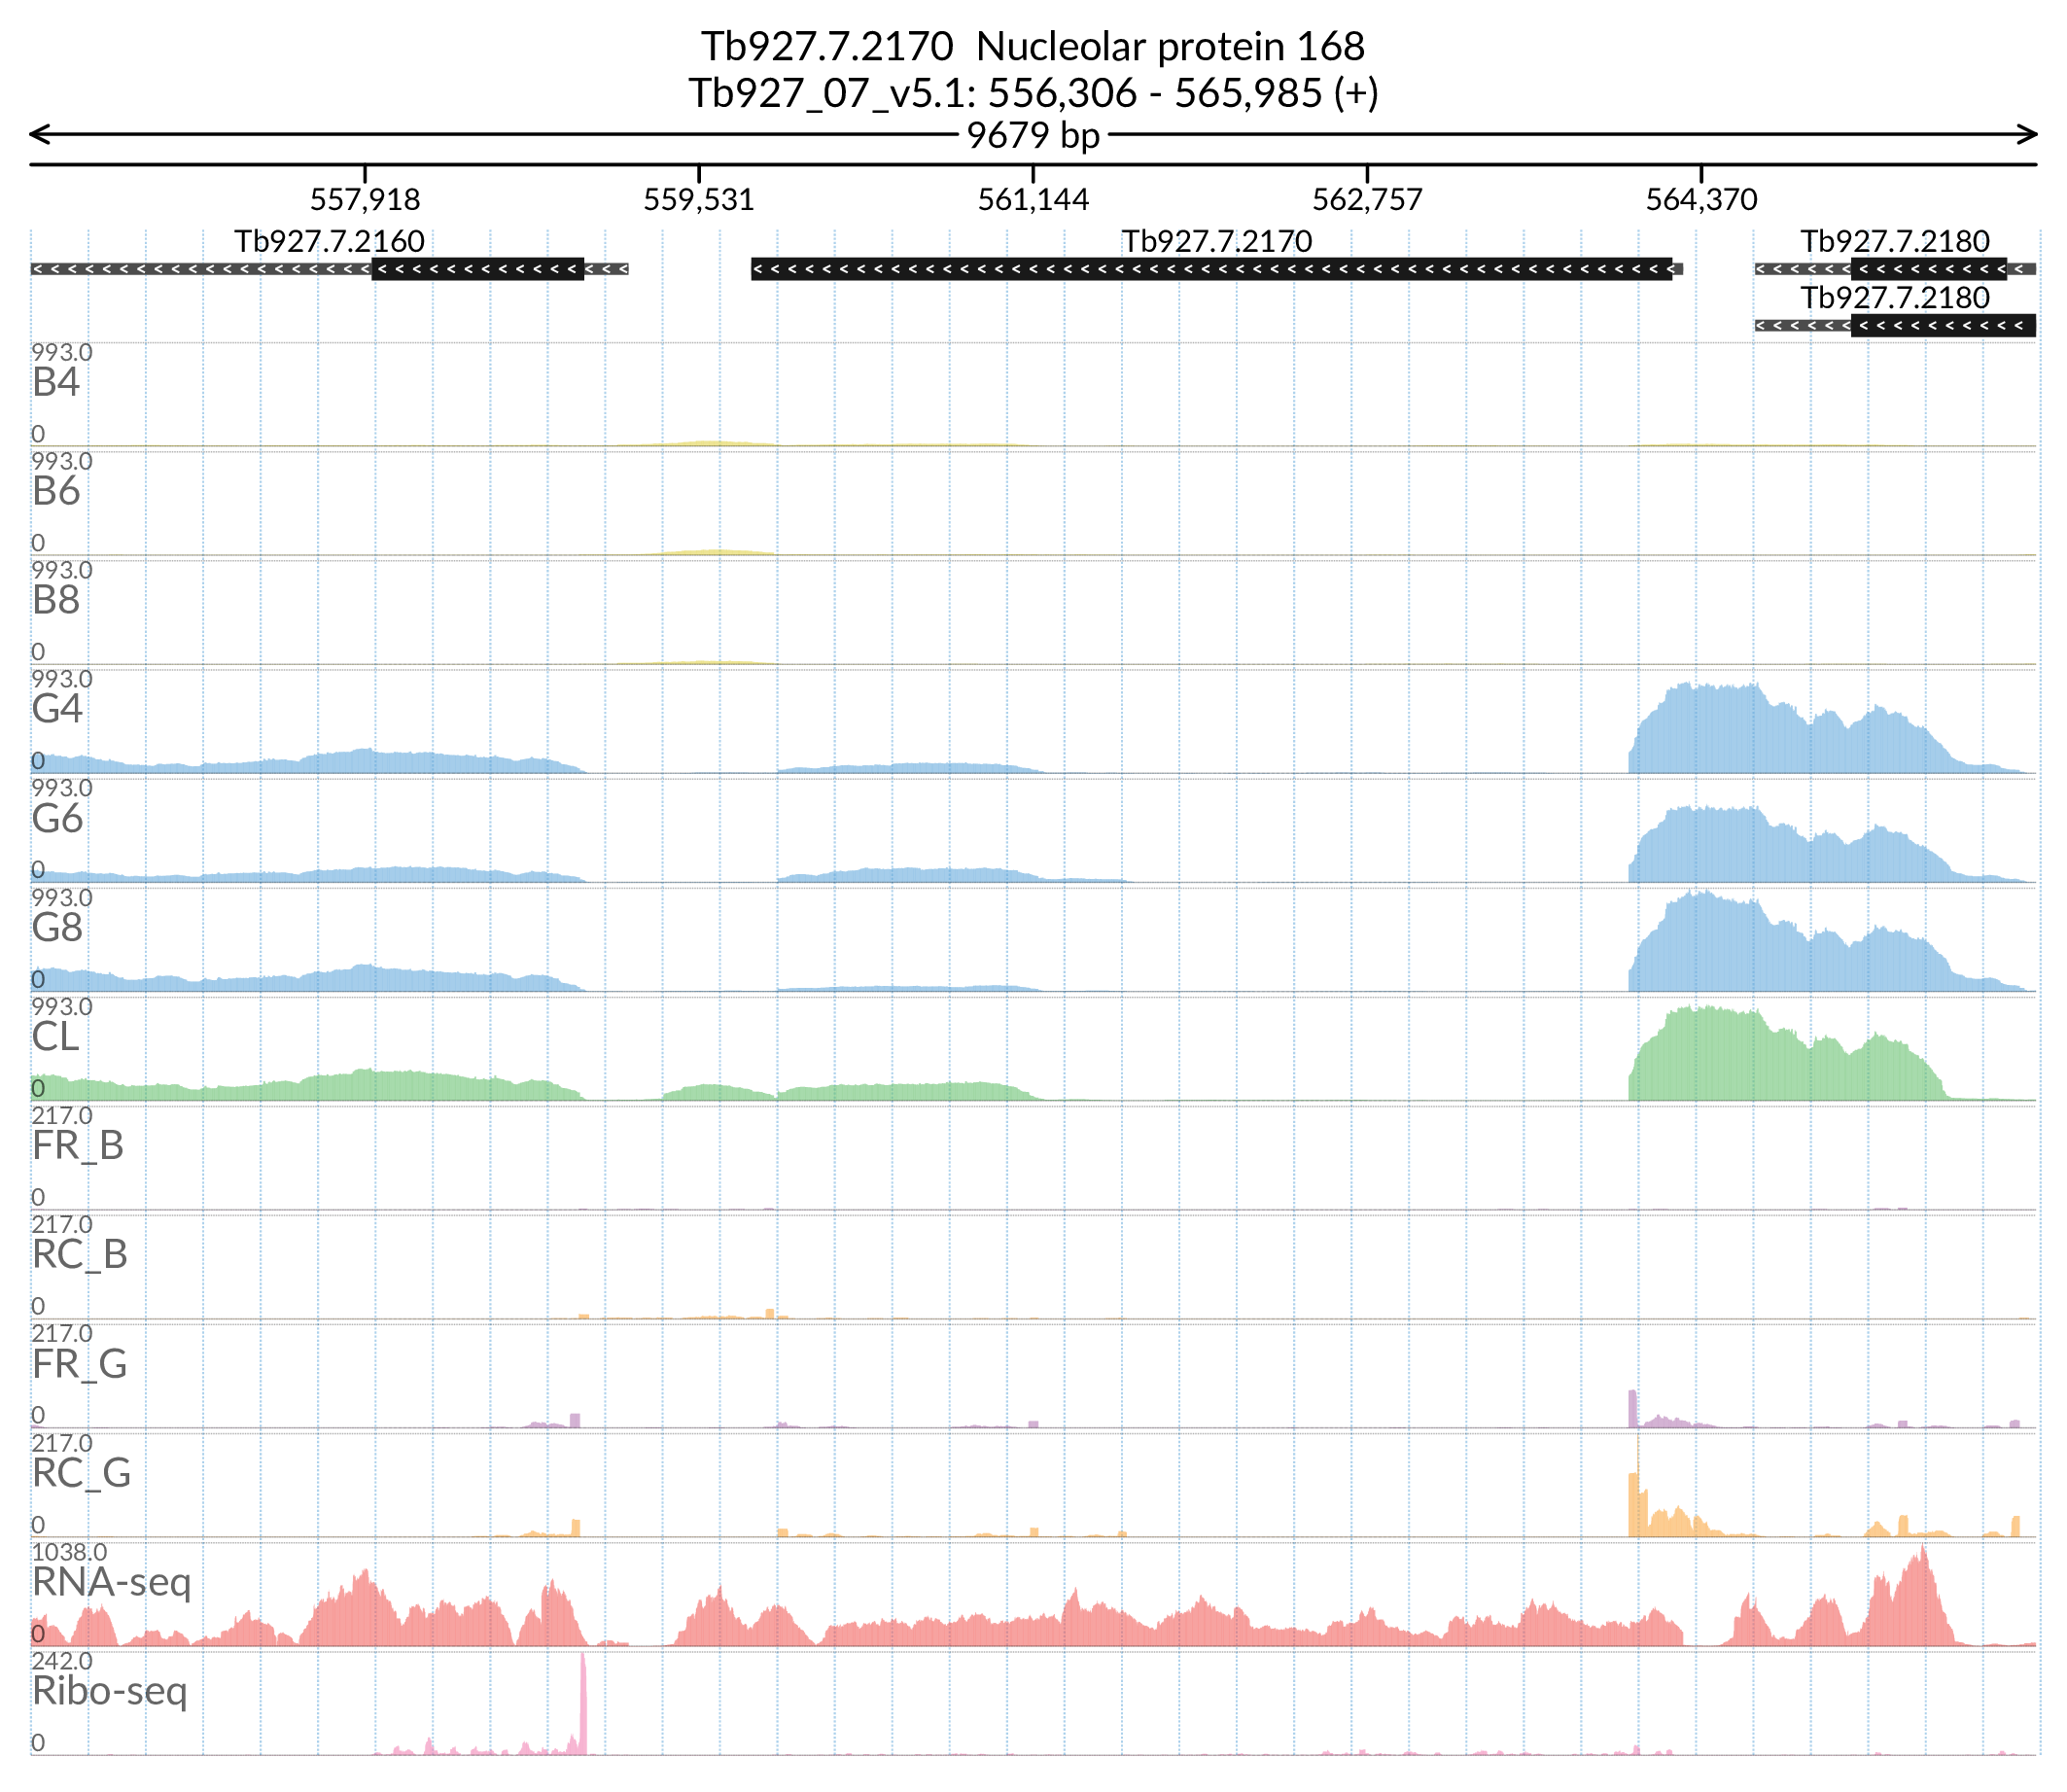 Tb927.7.2170 Nucleolar protein 168
Tb927_07_v5.1: 556,306 - 565,985 (+)
9679 bp
557,918 559,531 561,144 562,757 564,370
Tb927.7.2160 Tb927.7.2170 Tb927.7.2180
Tb927.7.2180
993.0
B4
0
993.0
B6
0
993.0
B8
0
993.0
G4
0
993.0
G6
0
993.0
G8
0
993.0
CL
0
217.0
FR_B
0
217.0
RC_B
0
217.0
FR_G
0
217.0
RC_G
0
1038.0
RNA-seq
0
242.0
Ribo-seq
0